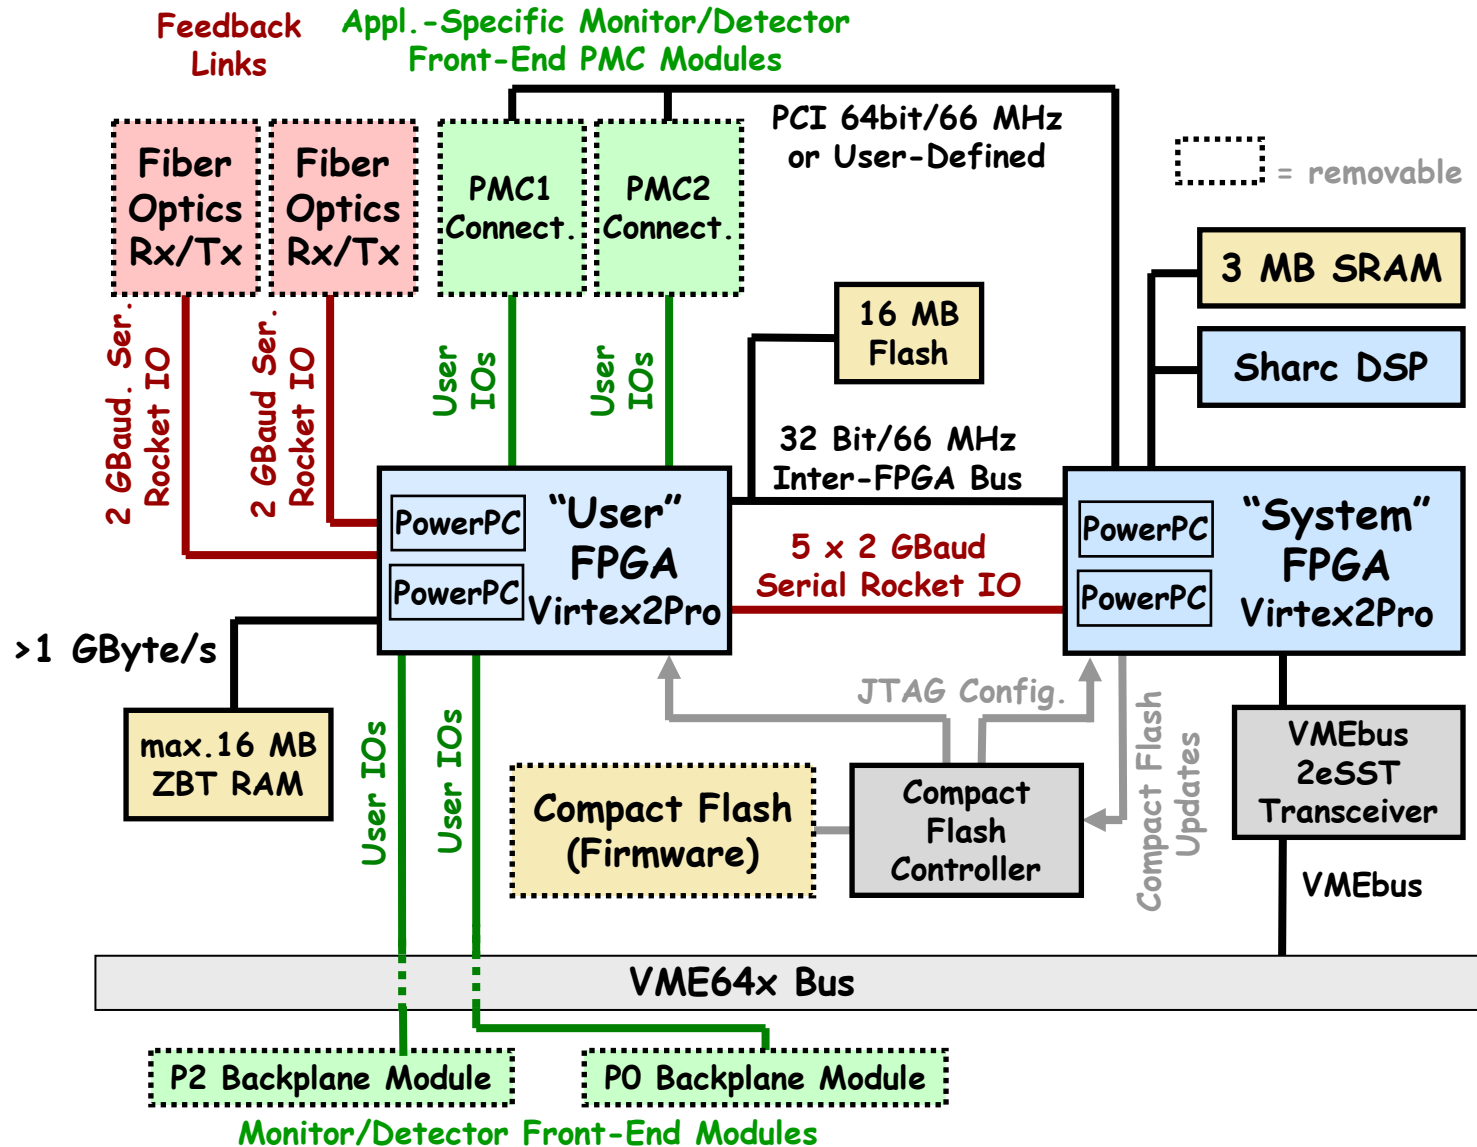 Feedback
Links
Appl.-Specific Monitor/Detector
Front-End PMC Modules
Fiber
Optics
Rx/Tx
Fiber
Optics
Rx/Tx
PMC1
Connect.
PMC2
Connect.
PCI 64bit/66 MHz
or User-Defined
= removable
3 MB SRAM
Sharc DSP
16 MB
Flash
2 GBaud. Ser.
Rocket IO
2 GBaud Ser.
Rocket IO
User
IOs
User
IOs
32 Bit/66 MHz
Inter-FPGA Bus
PowerPC
PowerPC
“User”
FPGA
Virtex2Pro
5 x 2 GBaud
Serial Rocket IO
PowerPC
PowerPC
“System”
FPGA
Virtex2Pro
>1 GByte/s
max.16 MB
ZBT RAM
User IOs
User IOs
JTAG Config.
Compact Flash
(Firmware)
Compact
Flash
Controller
Compact Flash
Updates
VMEbus
2eSST
Transceiver
VMEbus
VME64x Bus
P2 Backplane Module
P0 Backplane Module
Monitor/Detector Front-End Modules